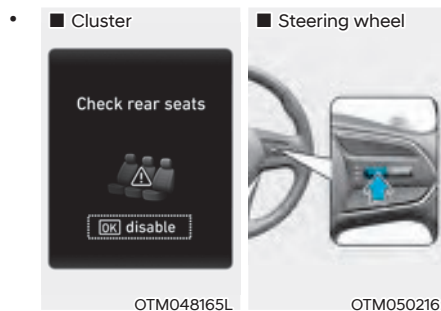 • ■ Cluster
■ Steering wheel
Check rear seats
OK disable
OTM048165L
OTM050216